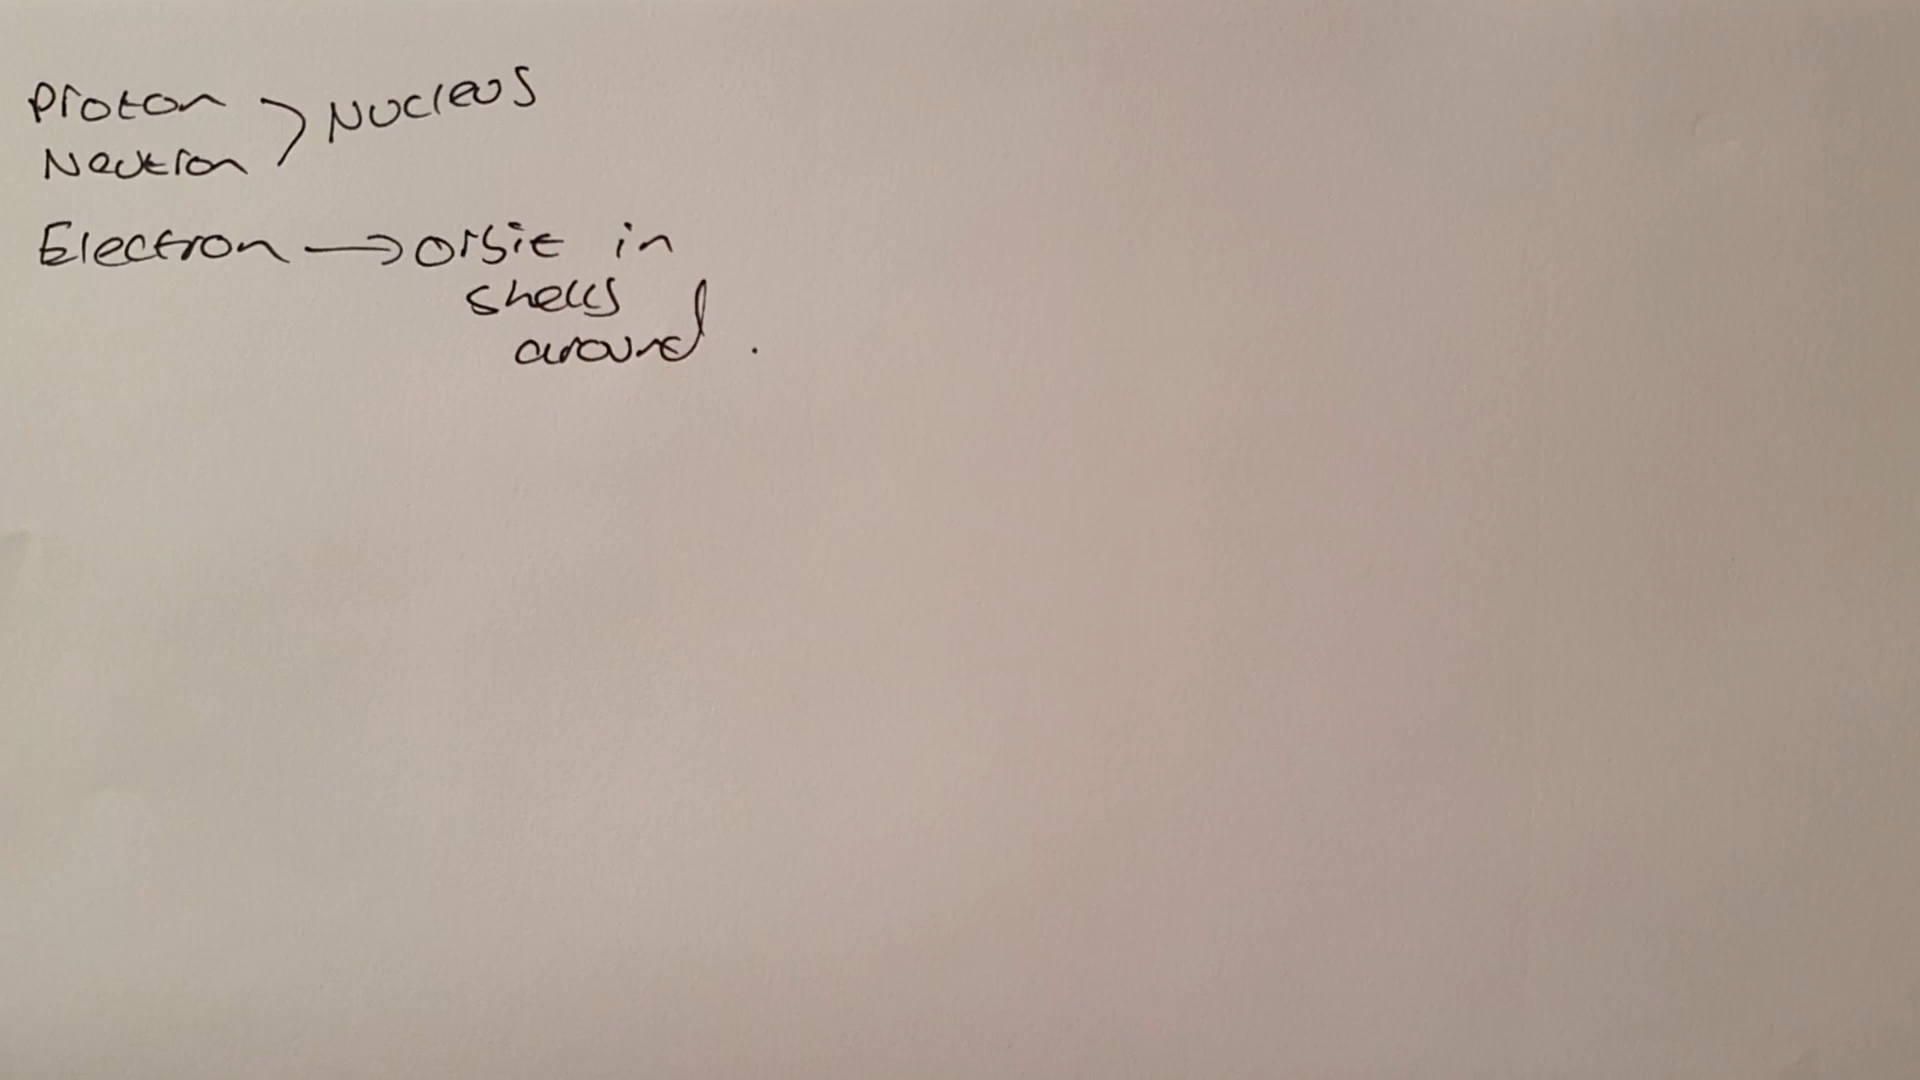 Proton
Neutron > Nucleus
Electron → orbit in
shells
around .